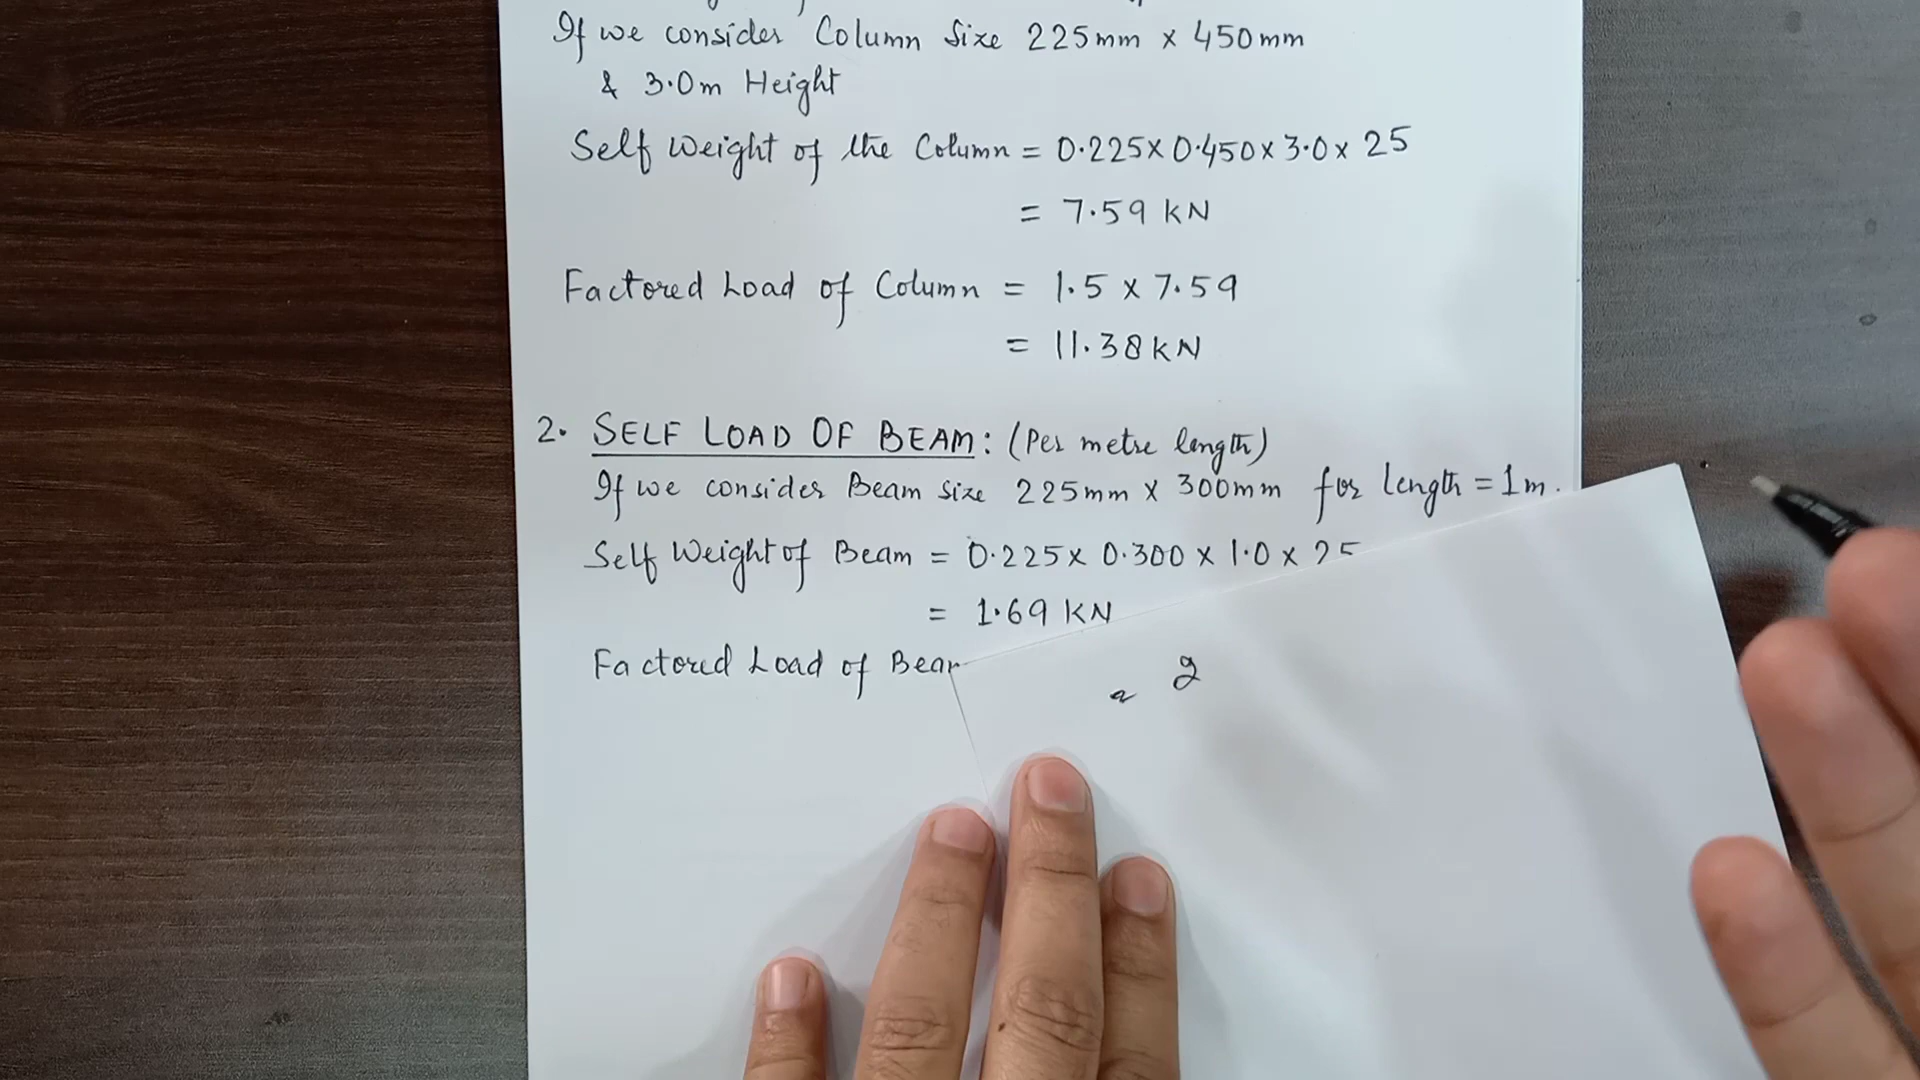 If we consider Column Size 225mm x 450mm
& 3.0m Height
Self Weight of the Column = 0.225 x 0.450 x 3.0 x 25
= 7.59 KN
Factored Load of Column = 1.5 x 7.59
= 11.38 KN
2. SELF LOAD OF BEAM: (Per metre length)
If we consider Beam Size 225mm x 300mm for length = 1m.
Self Weight of Beam = 0.225 x 0.300 x 1.0 x 25
= 1.69 KN
Factored Load of